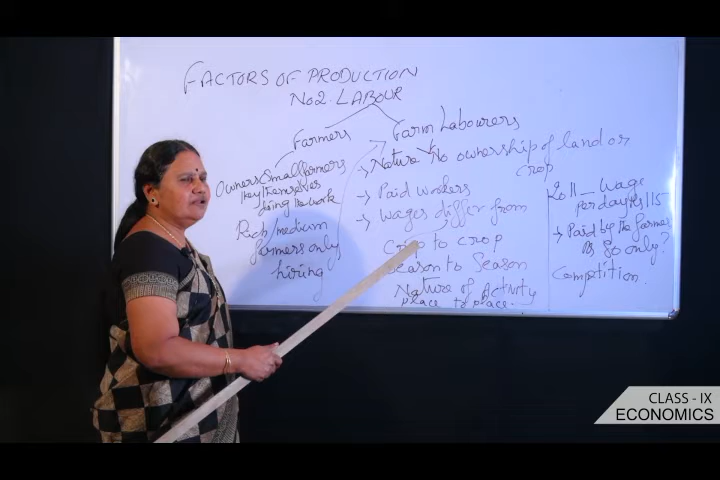 FACTORS OF PRODUCTION
No2. LABOUR
Farmers
Owners Small farmers
they themselves
doing the work
Rich/medium
farmers only
hiring
Farm Labourers
→ Nature No ownership of land or
crop
→ Paid workers
→ Wages differ from
Crop to crop
Season to Season
Nature of Activity
place to place.
2011 - Wage
per day Rs 115
→ Paid by the farmer
Rs 80 only?
Competition.
CLASS - IX
ECONOMICS